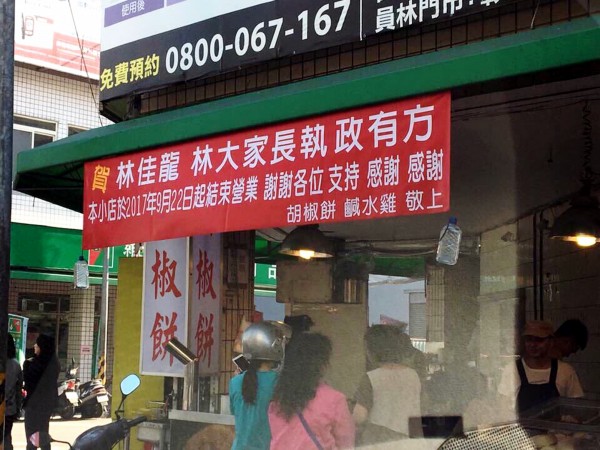 使用後
免費預約 0800-067-167
員林門市
賀 林佳龍 林大家長執政有方
本小店於2017年9月22日起結束營業 謝謝各位 支持 感謝 感謝
胡椒餅 鹹水雞 敬上
椒餅
椒餅